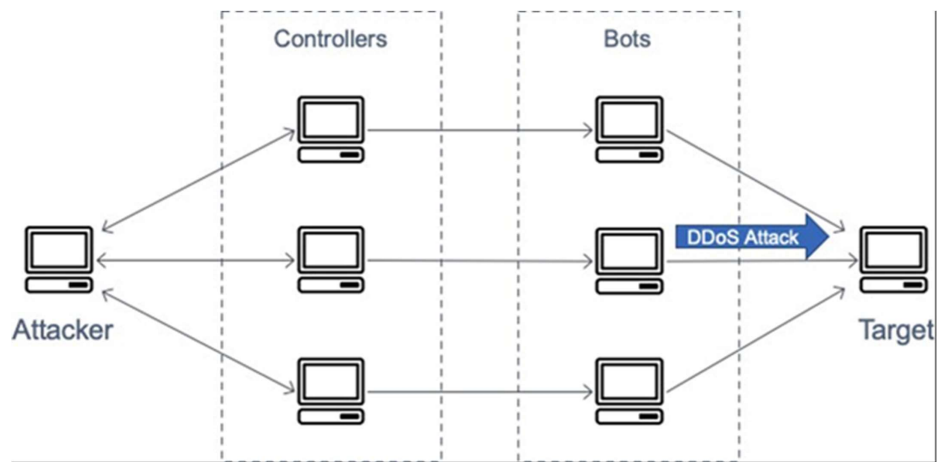 Controllers
Bots
DDoS Attack
Attacker
Target